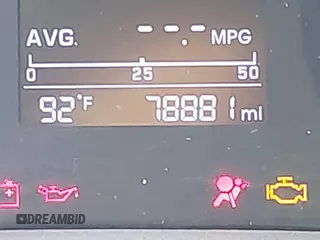 AVG. --.- MPG
0 25 50
92°F 78881 mi
DREAMBID